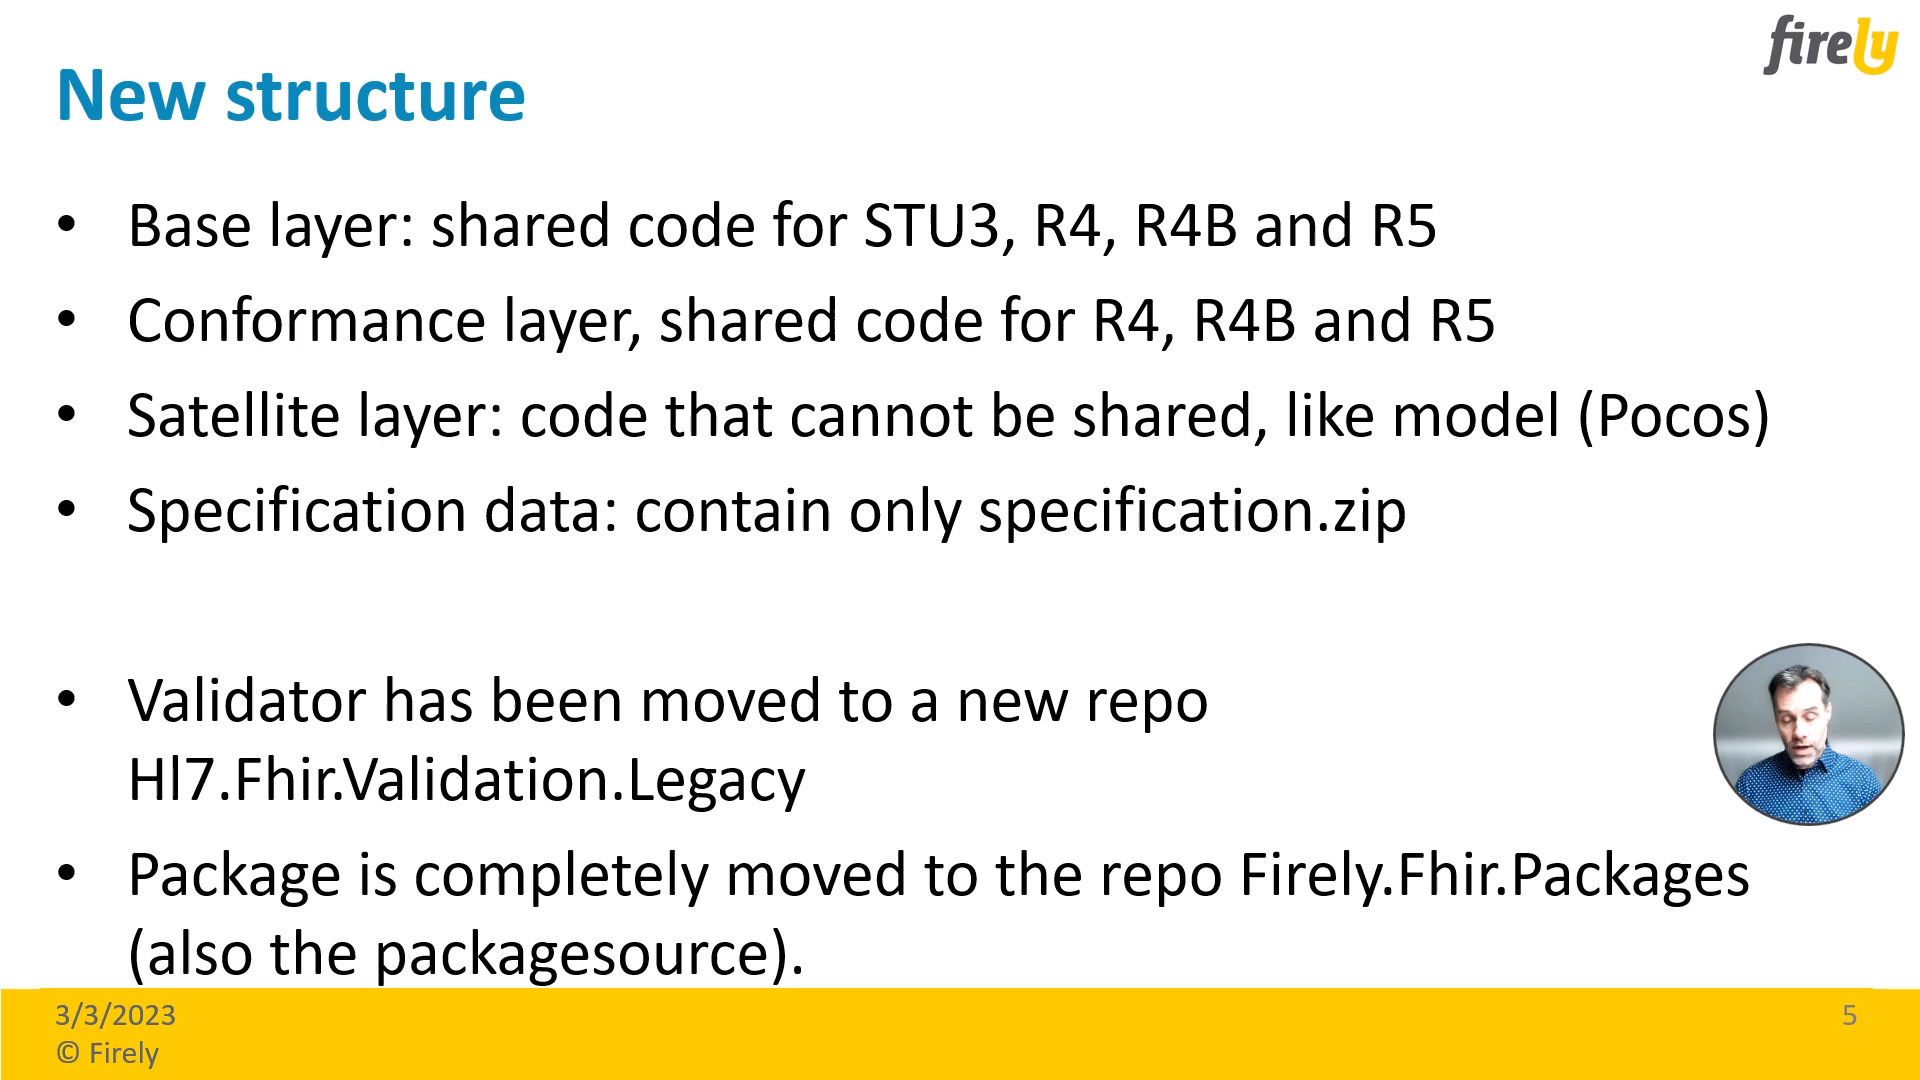 firely
New structure
• Base layer: shared code for STU3, R4, R4B and R5
• Conformance layer, shared code for R4, R4B and R5
• Satellite layer: code that cannot be shared, like model (Pocos)
• Specification data: contain only specification.zip
• Validator has been moved to a new repo
Hl7.Fhir.Validation.Legacy
• Package is completely moved to the repo Firely.Fhir.Packages
(also the packagesource).
3/3/2023
© Firely
5